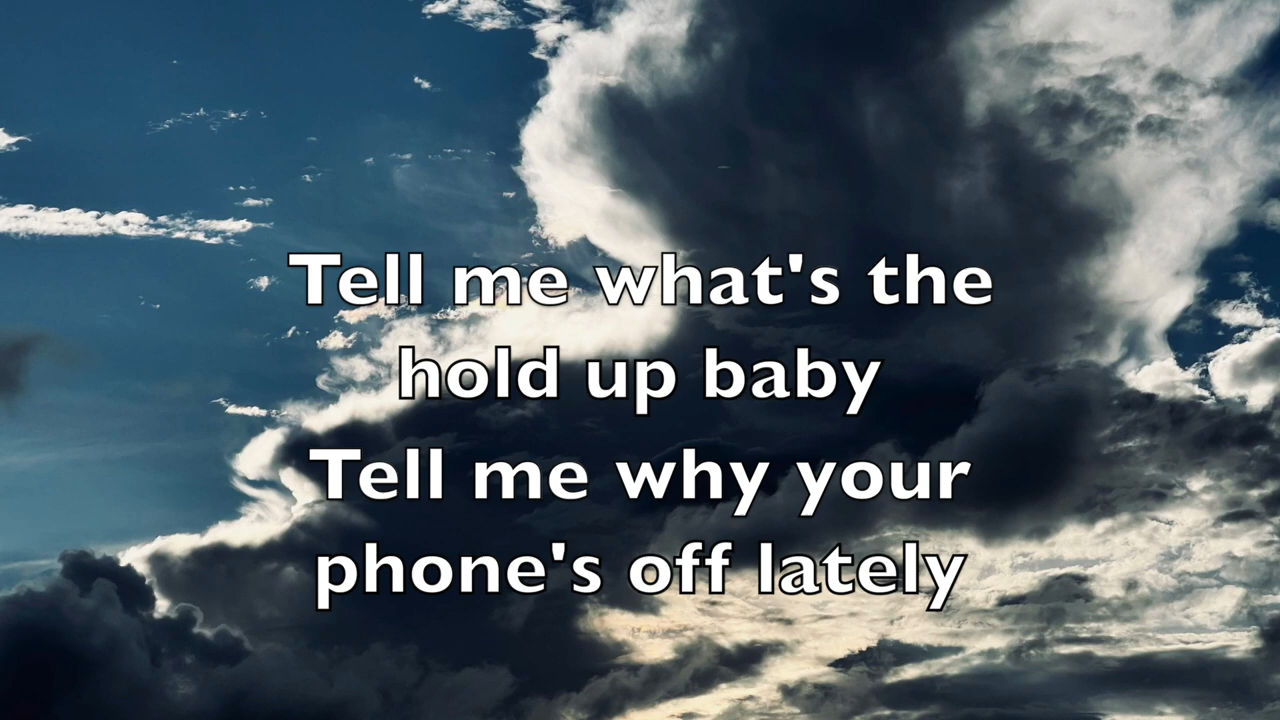 Tell me what's the
hold up baby
Tell me why your
phone's off lately